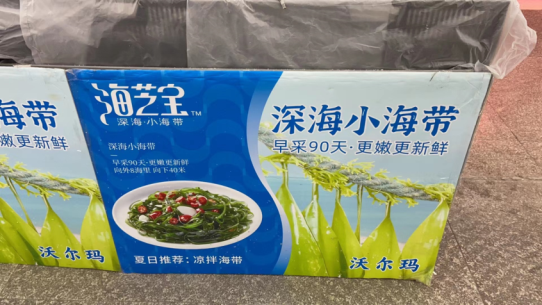 海带
嫩更新鲜
沃尔玛
海芝宝™
深海·小海带
深海小海带
早采90天·更嫩更新鲜
向外8海里 向下40米
夏日推荐：凉拌海带
深海小海带
早采90天·更嫩更新鲜
沃尔玛